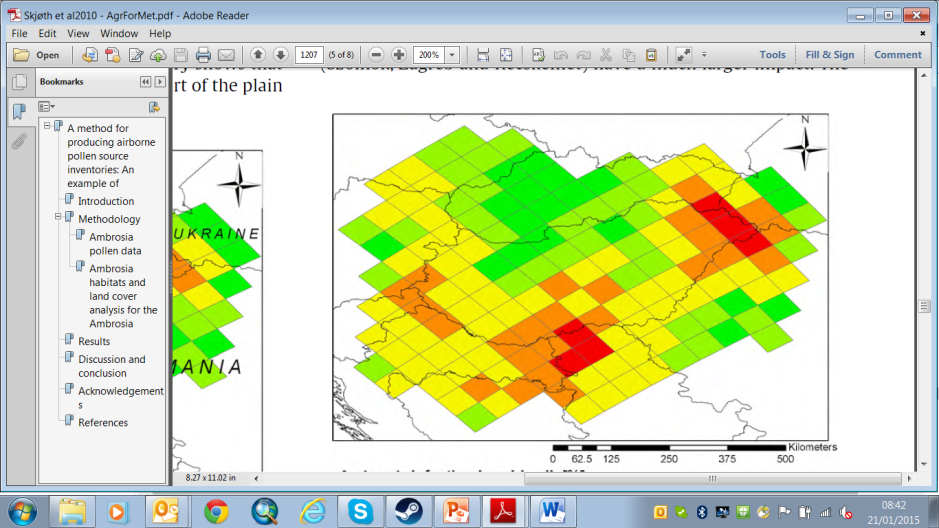 Skjøth et al2010 - AgrForMet.pdf - Adobe Reader
File Edit View Window Help
Open
1207
(5 of 8)
200%
Tools
Fill & Sign
Comment
Bookmarks
A method for
producing airborne
pollen source
inventories: An
example of
Introduction
Methodology
Ambrosia
pollen data
Ambrosia
habitats and
land cover
analysis for the
Ambrosia
Results
Discussion and
conclusion
Acknowledgement
s
References
rt of the plain
N
UKRAINE
MANIA
N
Kilometers
0 62.5 125 250 375 500
8.27 x 11.02 in
08:42
21/01/2015